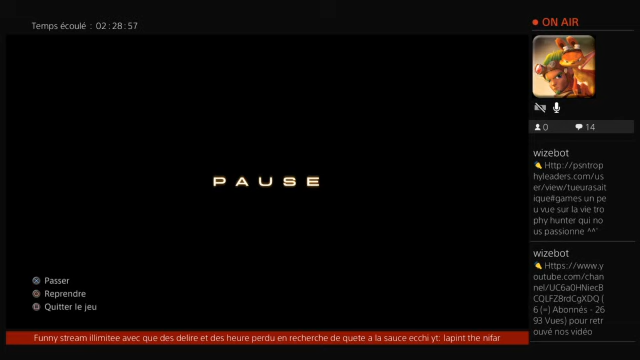 Temps écoulé : 02:28:57
ON AIR
0 14
PAUSE
Passer
Reprendre
Quitter le jeu
wizebot
Http://psntrop
hyleaders.com/us
er/view/tueurasait
ique#games un pe
u vue sur la vie tro
phy hunter qui no
us passionne ^^'
wizebot
Https://www.y
outube.com/chan
nel/UC6a0HNiecB
CQLFZ8rdCgXDQ (
6 (=) Abonnés - 26
93 Vues) pour retr
ouvé nos vidéo
Funny stream illimitee avec que des delire et des heure perdu en recherche de quete a la sauce ecchi yt: lapint the nifar